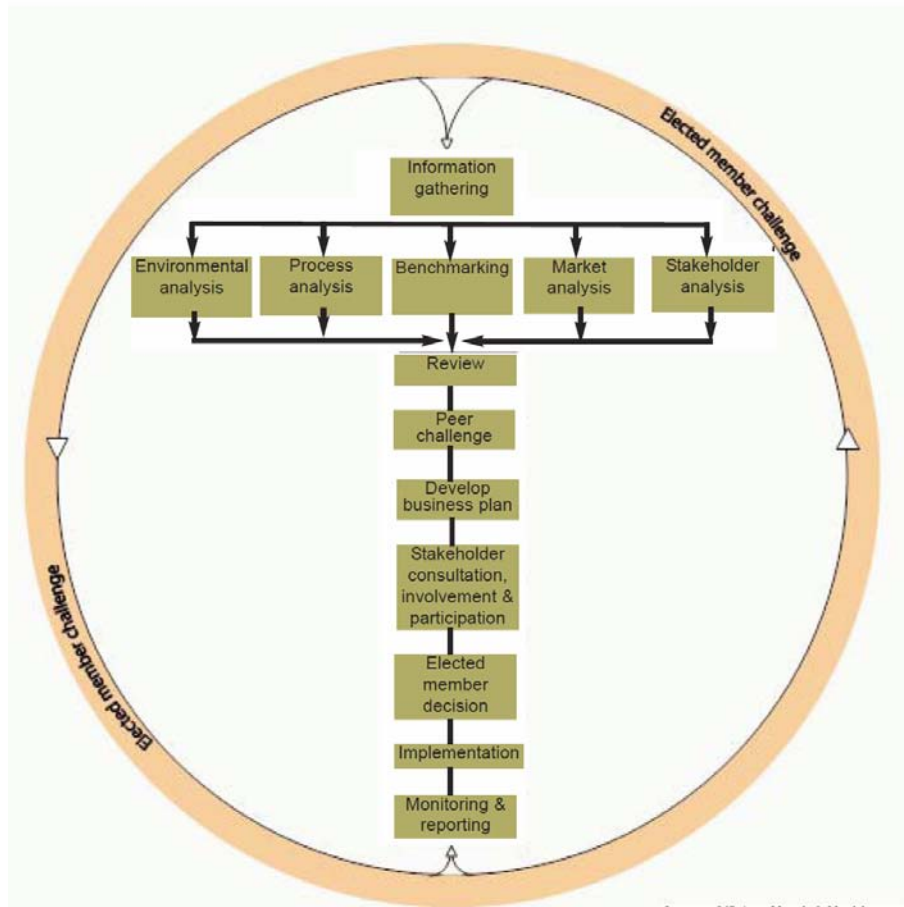 Elected member challenge
Information
gathering
Environmental
analysis
Process
analysis
Benchmarking
Market
analysis
Stakeholder
analysis
Review
Peer
challenge
Develop
business plan
Stakeholder
consultation,
involvement &
participation
Elected
member
decision
Implementation
Monitoring &
reporting
Elected member challenge